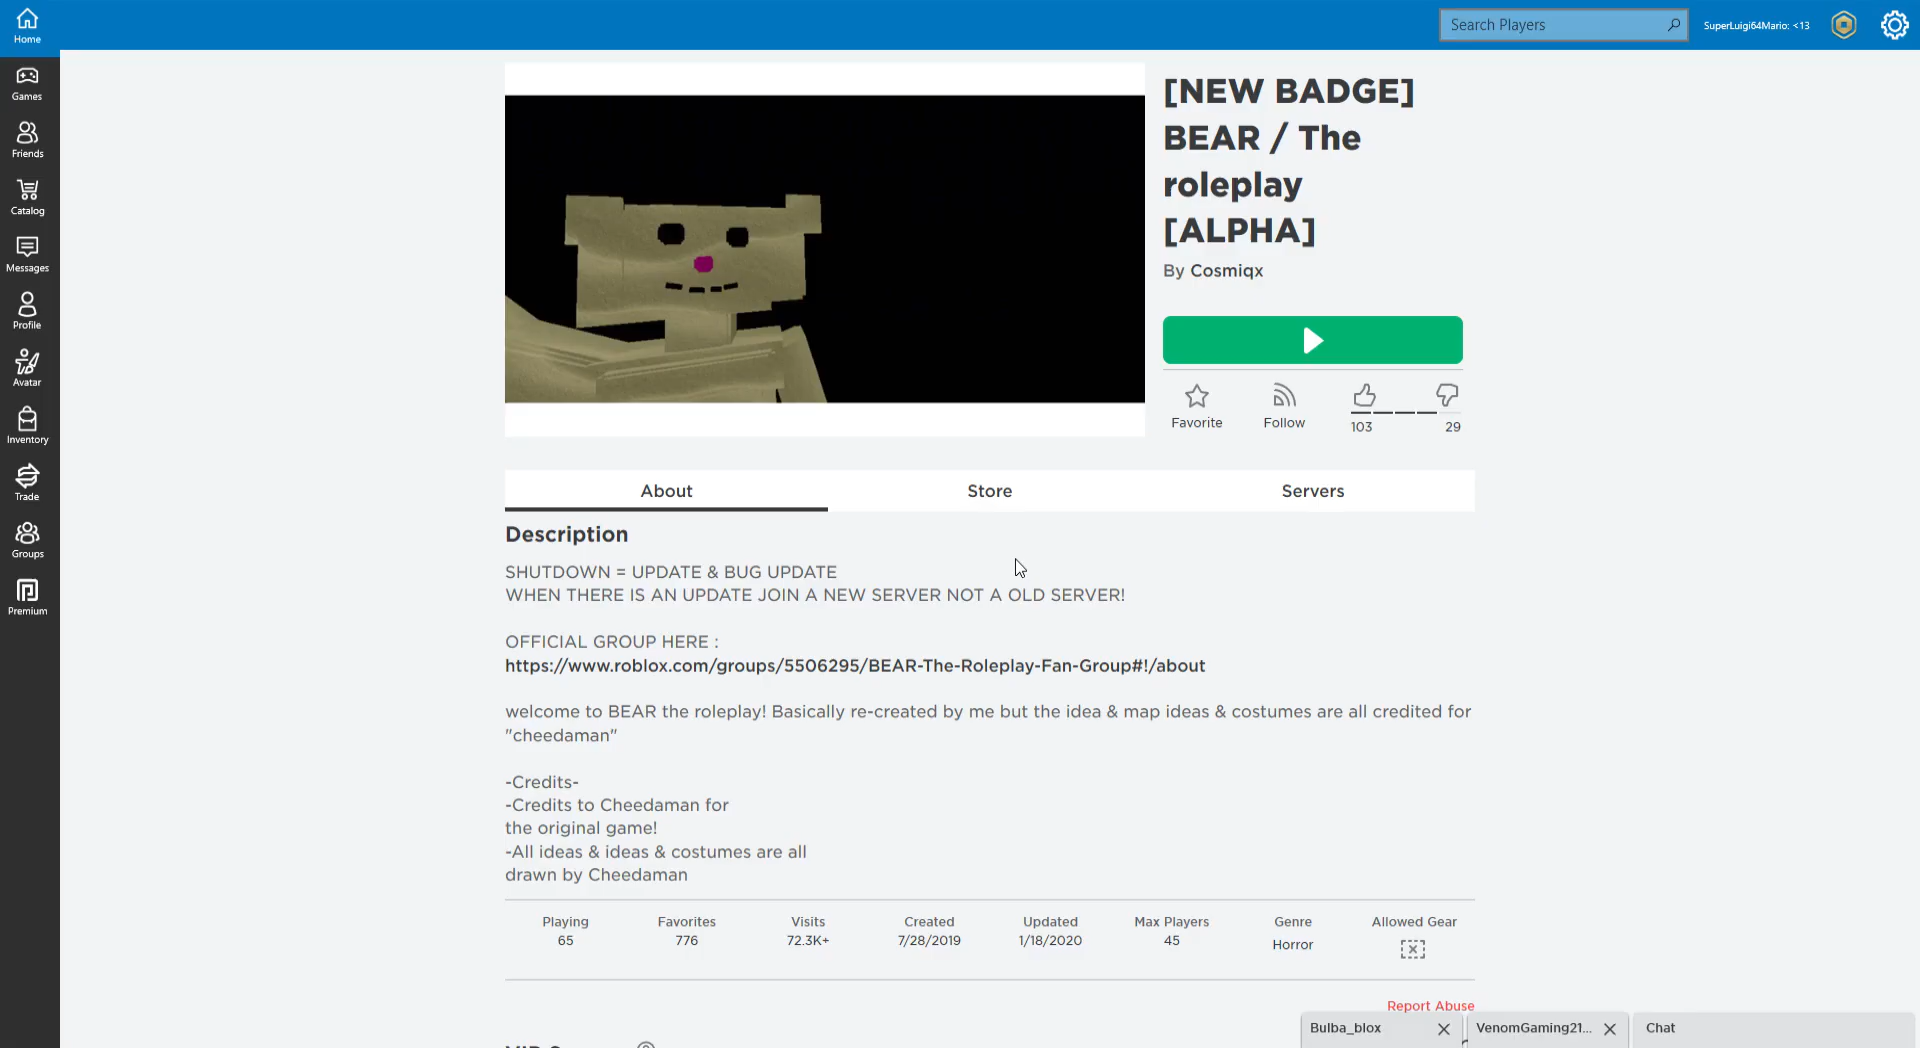 Home
Search Players
SuperLuigi64Mario: <13
Games
Friends
Catalog
Messages
Profile
Avatar
Inventory
Trade
Groups
Premium
[NEW BADGE]
BEAR / The
roleplay
[ALPHA]
By Cosmiqx
Favorite
Follow
103
29
About
Store
Servers
Description
SHUTDOWN = UPDATE & BUG UPDATE
WHEN THERE IS AN UPDATE JOIN A NEW SERVER NOT A OLD SERVER!
OFFICIAL GROUP HERE :
https://www.roblox.com/groups/5506295/BEAR-The-Roleplay-Fan-Group#!/about
welcome to BEAR the roleplay! Basically re-created by me but the idea & map ideas & costumes are all credited for
"cheedaman"
-Credits-
-Credits to Cheedaman for
the original game!
-All ideas & ideas & costumes are all
drawn by Cheedaman
Playing Favorites Visits Created Updated Max Players Genre Allowed Gear
65 776 72.3K+ 7/28/2019 1/18/2020 45 Horror
Report Abuse
Bulba_blox
VenomGaming21...
Chat